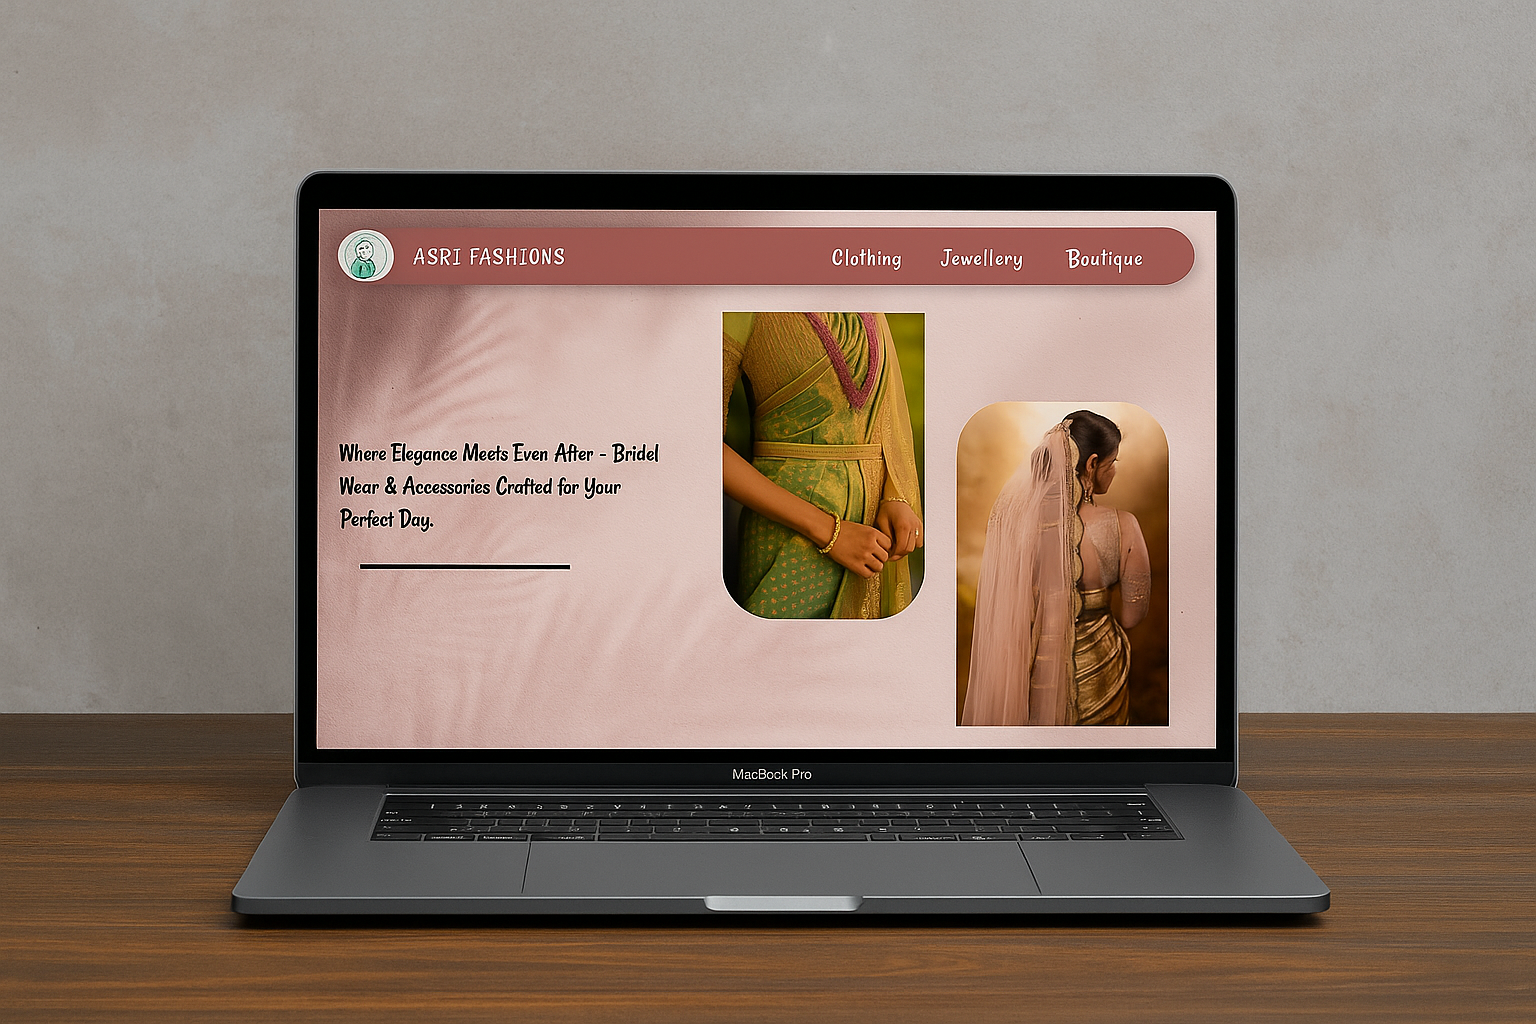 ASRI FASHIONS
Clothing Jewellery Boutique
Where Elegance Meets Even After - Bridel
Wear & Accessories Crafted for Your
Perfect Day.
MacBook Pro